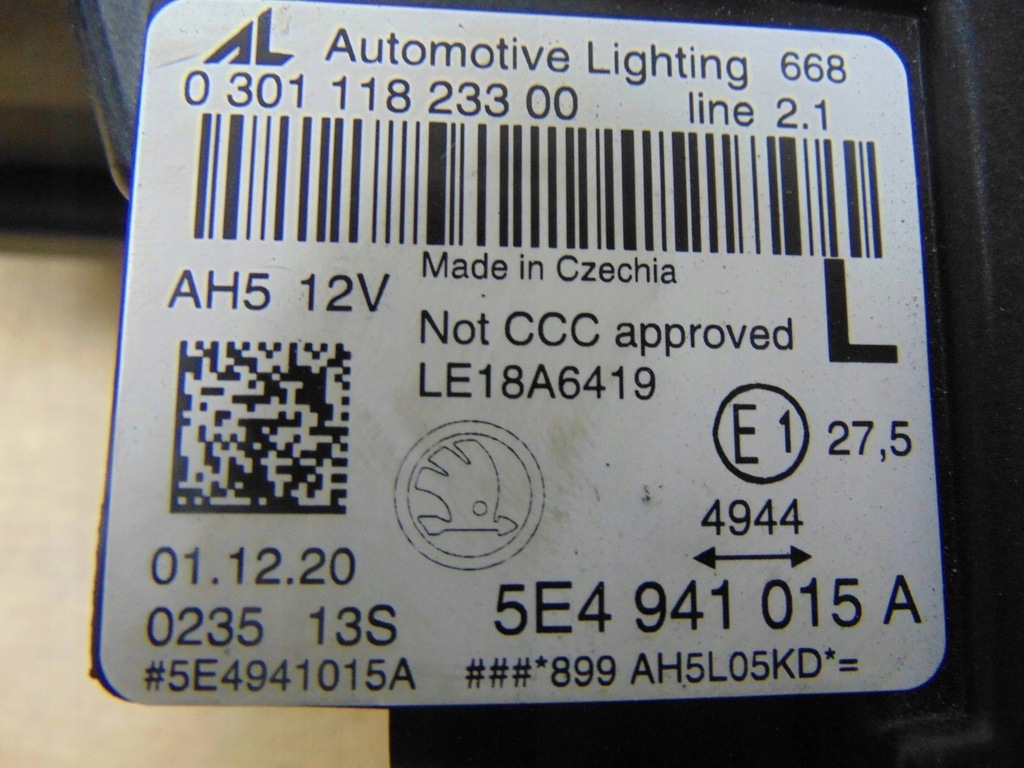 AL Automotive Lighting 668
0 301 118 233 00 line 2.1
Made in Czechia
AH5 12V
L
Not CCC approved
LE18A6419
E1 27,5
4944
01.12.20
5E4 941 015 A
0235 13S
#5E4941015A ###*899 AH5L05KD*=